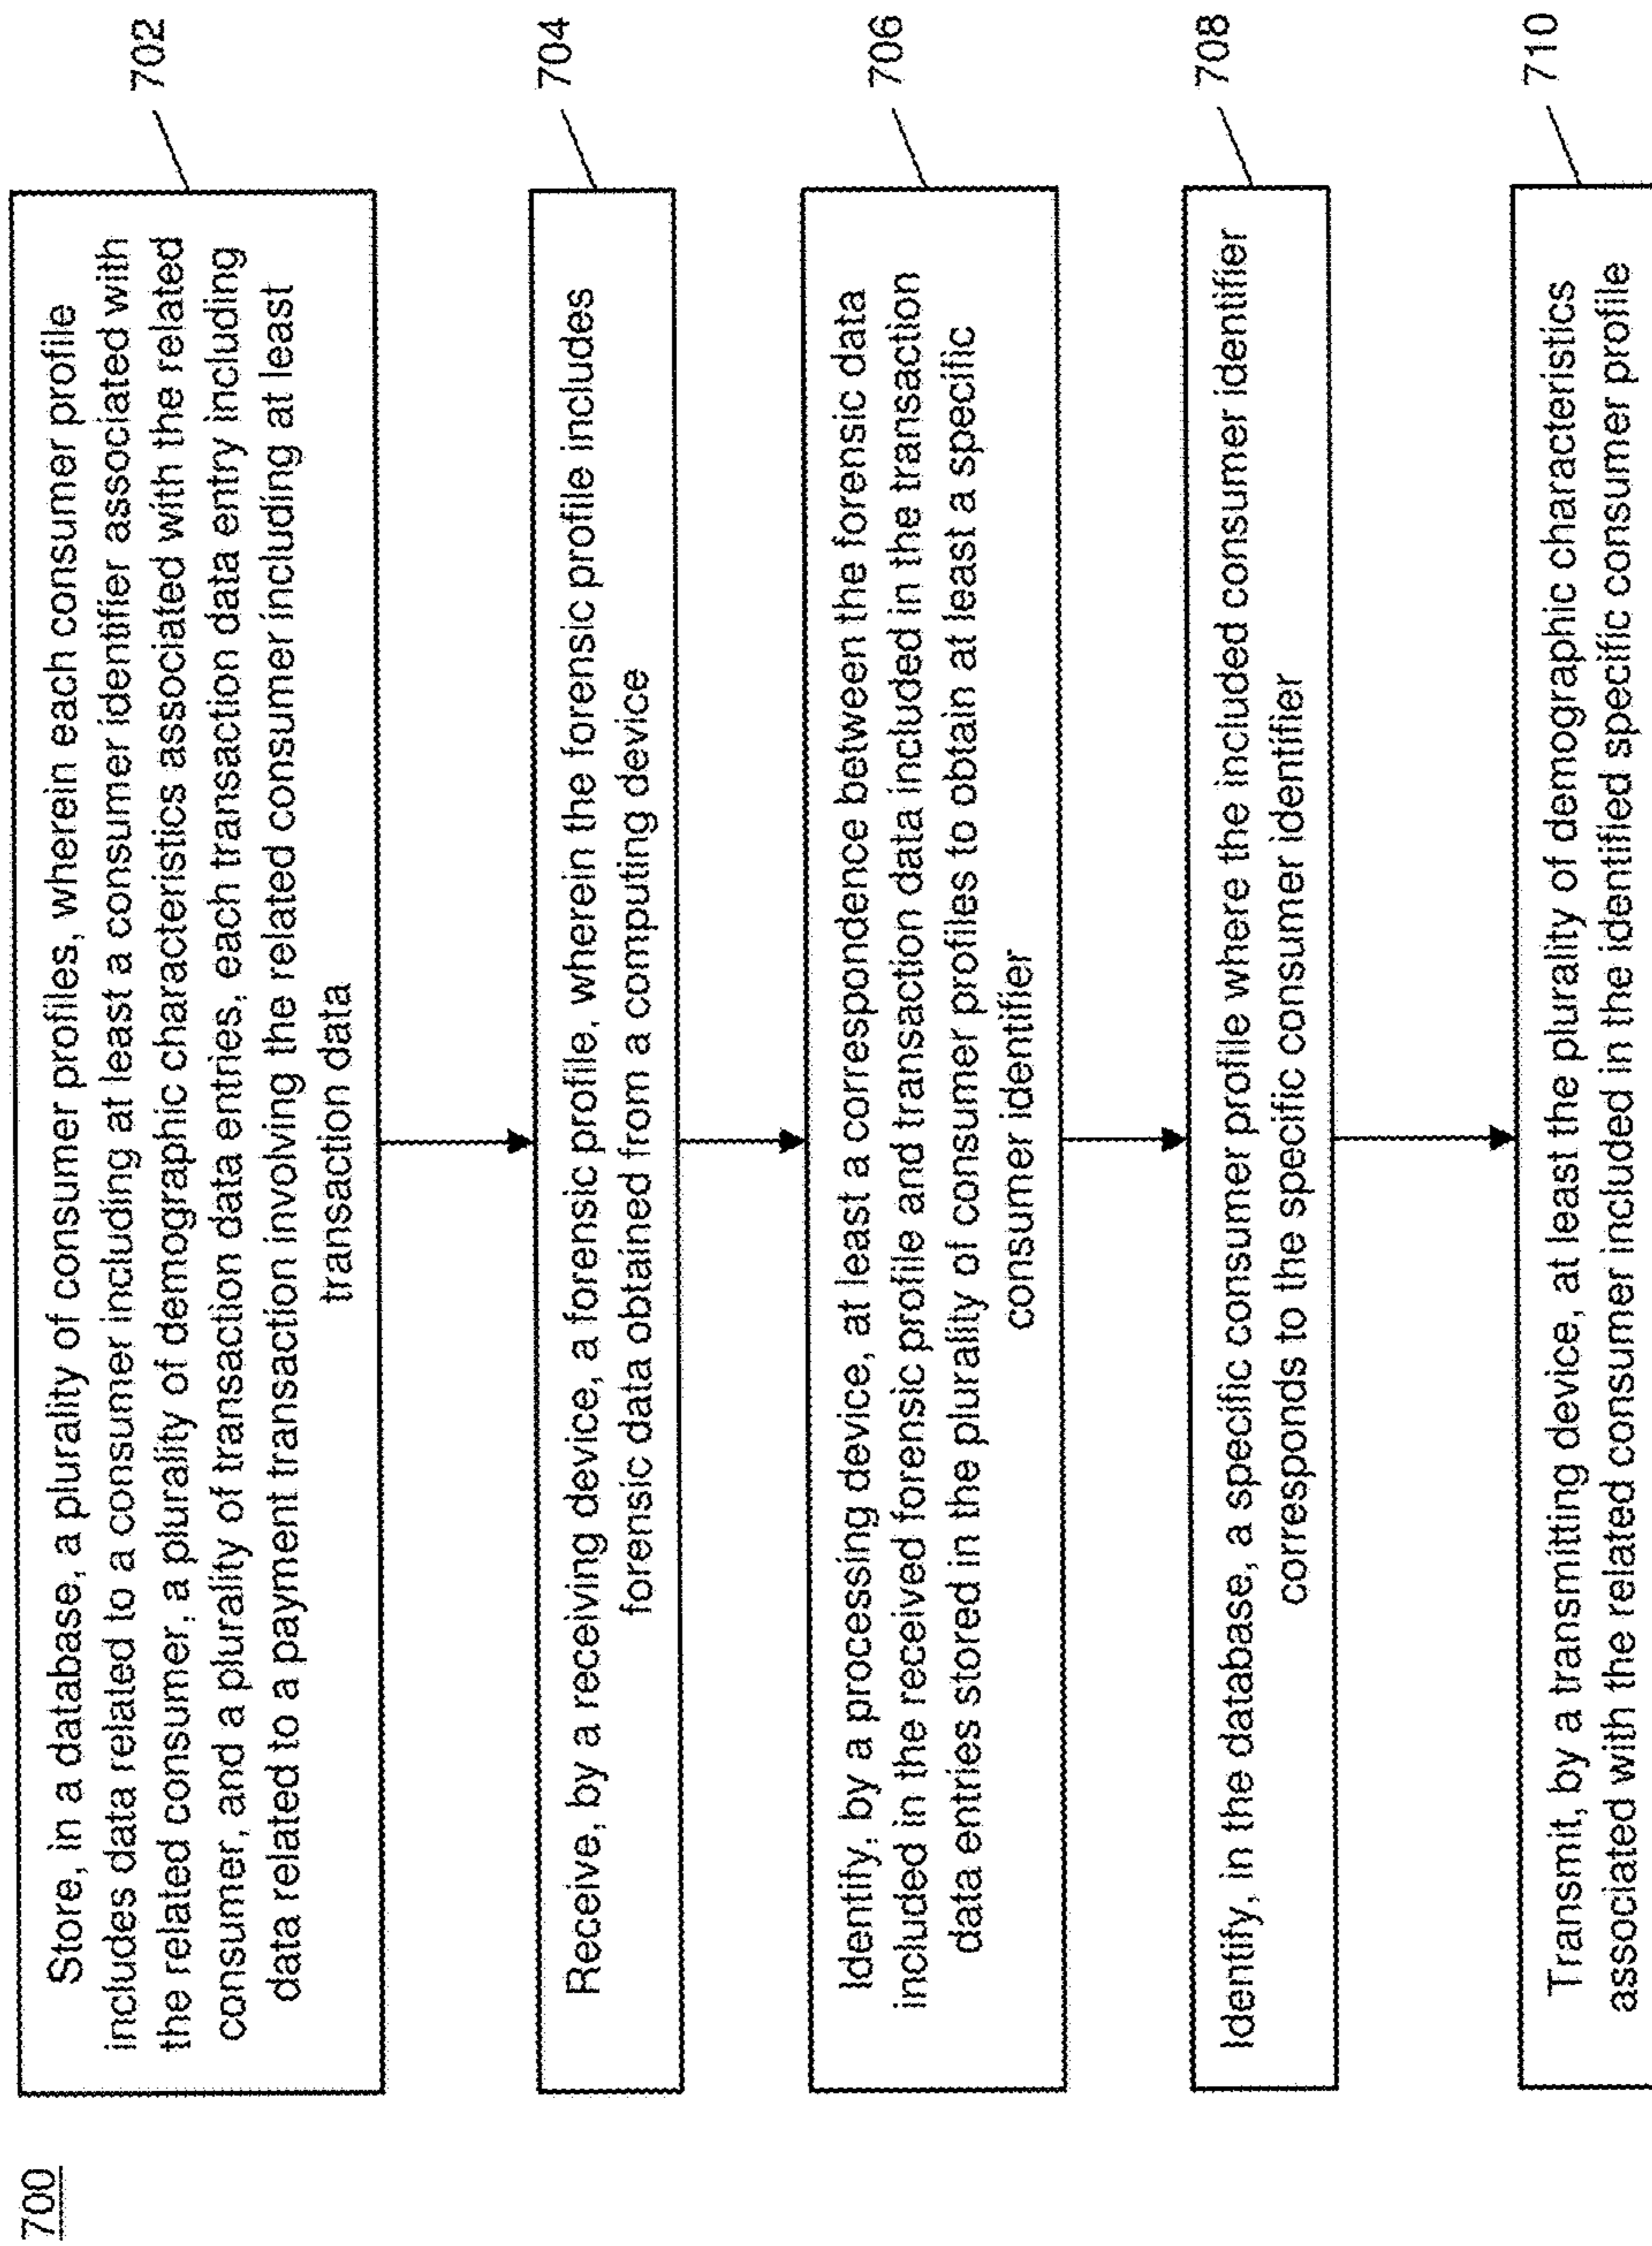 700
Store, in a database, a plurality of consumer profiles, wherein each consumer profile
includes data related to a consumer including at least a consumer identifier associated with
the related consumer, a plurality of demographic characteristics associated with the related
consumer, and a plurality of transaction data entries, each transaction data entry including
data related to a payment transaction involving the related consumer including at least
transaction data
702
Receive, by a receiving device, a forensic profile, wherein the forensic profile includes
forensic data obtained from a computing device
704
Identify, by a processing device, at least a correspondence between the forensic data
included in the received forensic profile and transaction data included in the transaction
data entries stored in the plurality of consumer profiles to obtain at least a specific
consumer identifier
706
Identify, in the database, a specific consumer profile where the included consumer identifier
corresponds to the specific consumer identifier
708
Transmit, by a transmitting device, at least the plurality of demographic characteristics
associated with the related consumer included in the identified specific consumer profile
710